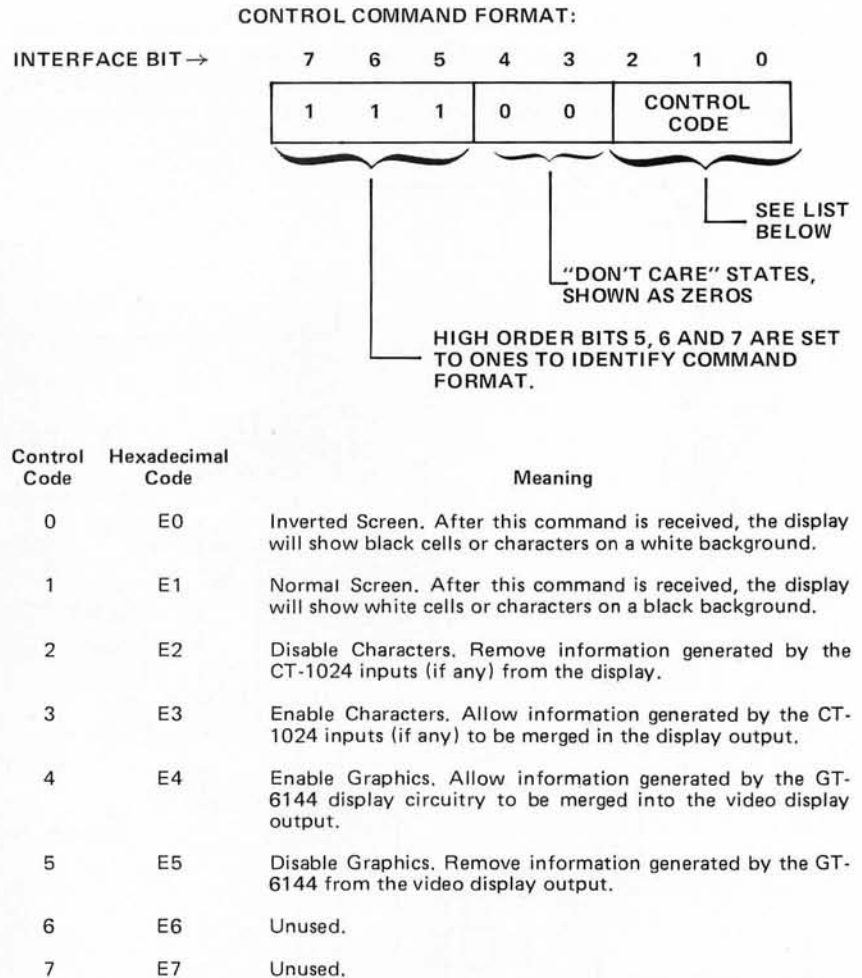 CONTROL COMMAND FORMAT:
INTERFACE BIT→ 7 6 5 4 3 2 1 0
1 1 1 0 0 CONTROL
CODE
SEE LIST
BELOW
"DON'T CARE" STATES,
SHOWN AS ZEROS
HIGH ORDER BITS 5, 6 AND 7 ARE SET
TO ONES TO IDENTIFY COMMAND
FORMAT.
Control Hexadecimal
Code Code Meaning
0 E0 Inverted Screen. After this command is received, the display
will show black cells or characters on a white background.
1 E1 Normal Screen. After this command is received, the display
will show white cells or characters on a black background.
2 E2 Disable Characters. Remove information generated by the
CT-1024 inputs (if any) from the display.
3 E3 Enable Characters. Allow information generated by the CT-
1024 inputs (if any) to be merged in the display output.
4 E4 Enable Graphics. Allow information generated by the GT-
6144 display circuitry to be merged into the video display
output.
5 E5 Disable Graphics. Remove information generated by the GT-
6144 from the video display output.
6 E6 Unused.
7 E7 Unused.